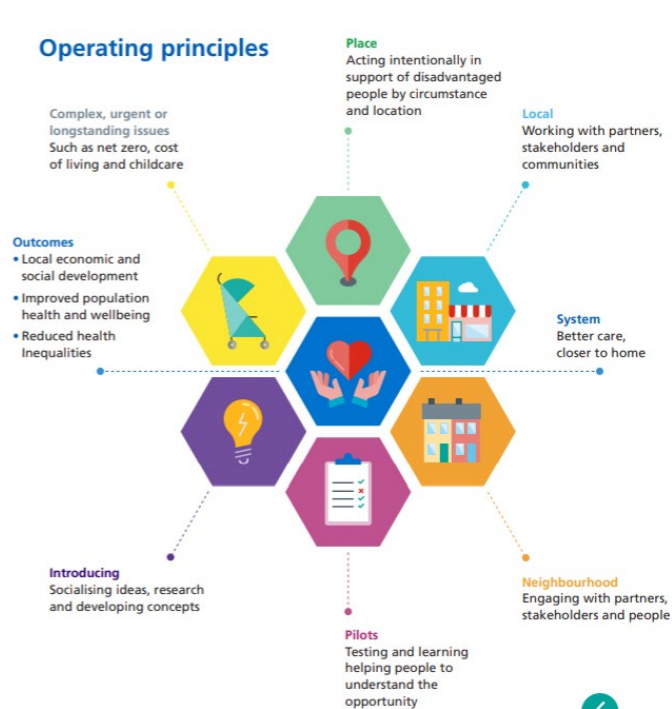 Operating principles
Place
Acting intentionally in
support of disadvantaged
people by circumstance
and location
Complex, urgent or
longstanding issues
Such as net zero, cost
of living and childcare
Local
Working with partners,
stakeholders and
communities
Outcomes
• Local economic and
social development
• Improved population
health and wellbeing
• Reduced health
Inequalities
System
Better care,
closer to home
Introducing
Socialising ideas, research
and developing concepts
Neighbourhood
Engaging with partners,
stakeholders and people
Pilots
Testing and learning
helping people to
understand the
opportunity